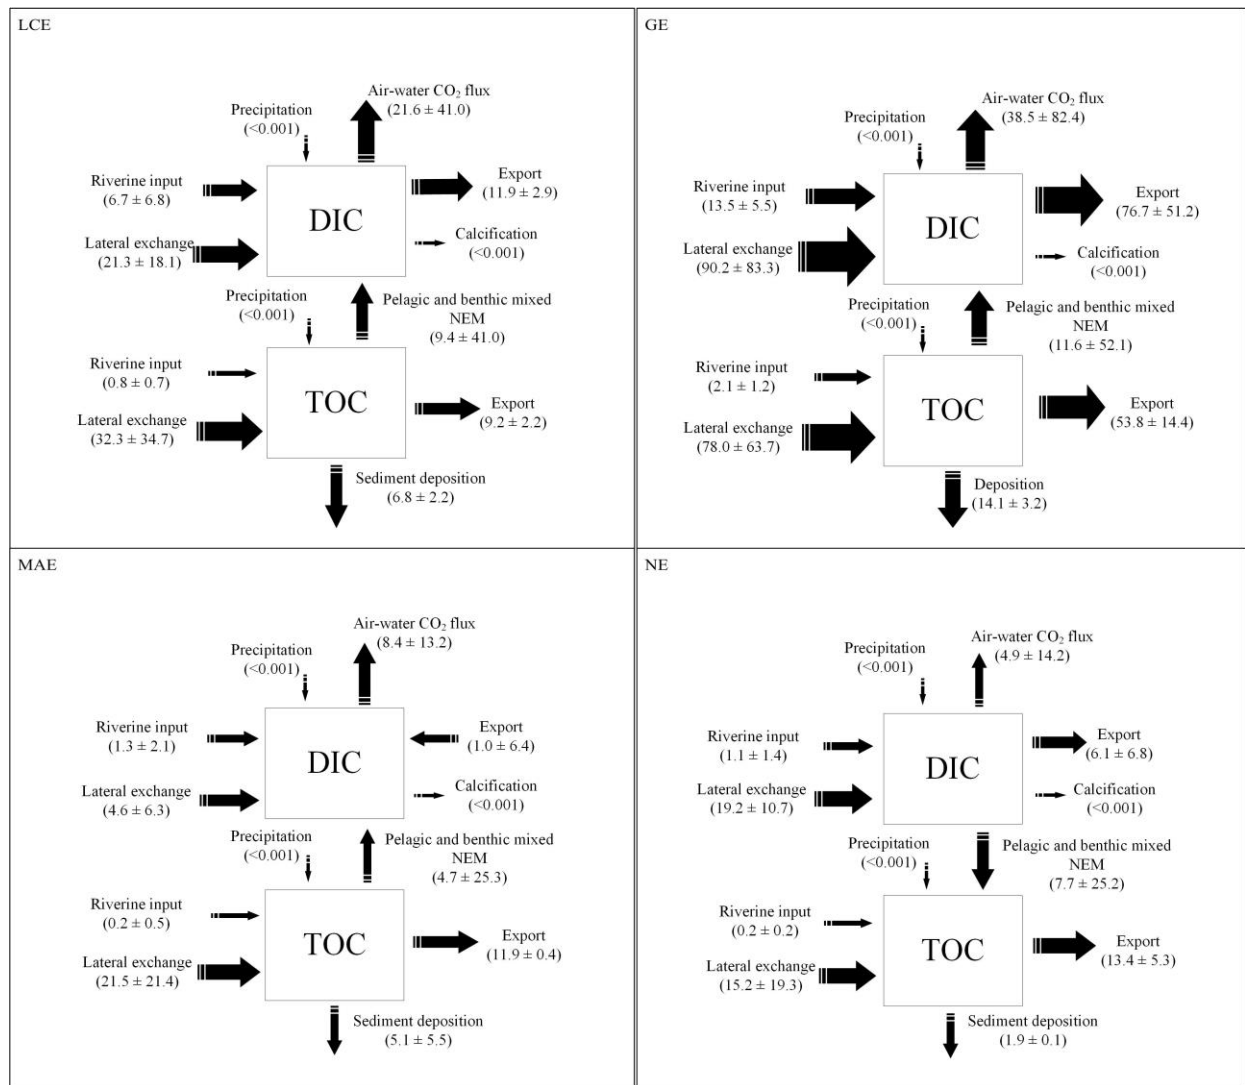 LCE
Air-water CO₂ flux
(21.6 ± 41.0)
Precipitation
(<0.001)
Riverine input
(6.7 ± 6.8)
Export
(11.9 ± 2.9)
DIC
Lateral exchange
(21.3 ± 18.1)
Calcification
(<0.001)
Precipitation
(<0.001)
Pelagic and benthic mixed
NEM
(9.4 ± 41.0)
Riverine input
(0.8 ± 0.7)
TOC
Lateral exchange
(32.3 ± 34.7)
Export
(9.2 ± 2.2)
Sediment deposition
(6.8 ± 2.2)
GE
Air-water CO₂ flux
(38.5 ± 82.4)
Precipitation
(<0.001)
Riverine input
(13.5 ± 5.5)
Export
(76.7 ± 51.2)
DIC
Lateral exchange
(90.2 ± 83.3)
Calcification
(<0.001)
Precipitation
(<0.001)
Pelagic and benthic mixed
NEM
(11.6 ± 52.1)
Riverine input
(2.1 ± 1.2)
TOC
Export
(53.8 ± 14.4)
Lateral exchange
(78.0 ± 63.7)
Deposition
(14.1 ± 3.2)
MAE
Air-water CO₂ flux
(8.4 ± 13.2)
Precipitation
(<0.001)
Riverine input
(1.3 ± 2.1)
Export
(1.0 ± 6.4)
DIC
Lateral exchange
(4.6 ± 6.3)
Calcification
(<0.001)
Precipitation
(<0.001)
Pelagic and benthic mixed
NEM
(4.7 ± 25.3)
Riverine input
(0.2 ± 0.5)
TOC
Export
(11.9 ± 0.4)
Lateral exchange
(21.5 ± 21.4)
Sediment deposition
(5.1 ± 5.5)
NE
Air-water CO₂ flux
(4.9 ± 14.2)
Precipitation
(<0.001)
Riverine input
(1.1 ± 1.4)
Export
(6.1 ± 6.8)
DIC
Lateral exchange
(19.2 ± 10.7)
Calcification
(<0.001)
Precipitation
(<0.001)
Pelagic and benthic mixed
NEM
(7.7 ± 25.2)
Riverine input
(0.2 ± 0.2)
TOC
Export
(13.4 ± 5.3)
Lateral exchange
(15.2 ± 19.3)
Sediment deposition
(1.9 ± 0.1)